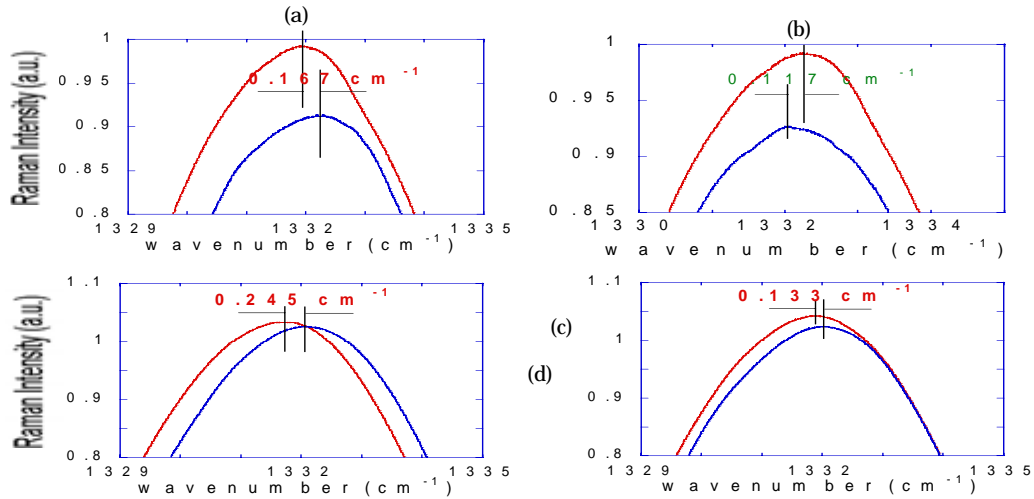 (a)
1
0.95
0.9
0.85
0.8
Raman Intensity (a.u.)
0.167 cm⁻¹
1329 1332 1335
wavenumber (cm⁻¹)
(b)
1
0.95
0.9
0.85
0.117 cm⁻¹
1330 1332 1334
wavenumber (cm⁻¹)
1.1
1
0.9
0.8
Raman Intensity (a.u.)
0.245 cm⁻¹
1329 1332 1335
wavenumber (cm⁻¹)
(c)
(d)
1.1
1
0.9
0.8
0.133 cm⁻¹
1329 1332 1335
wavenumber (cm⁻¹)